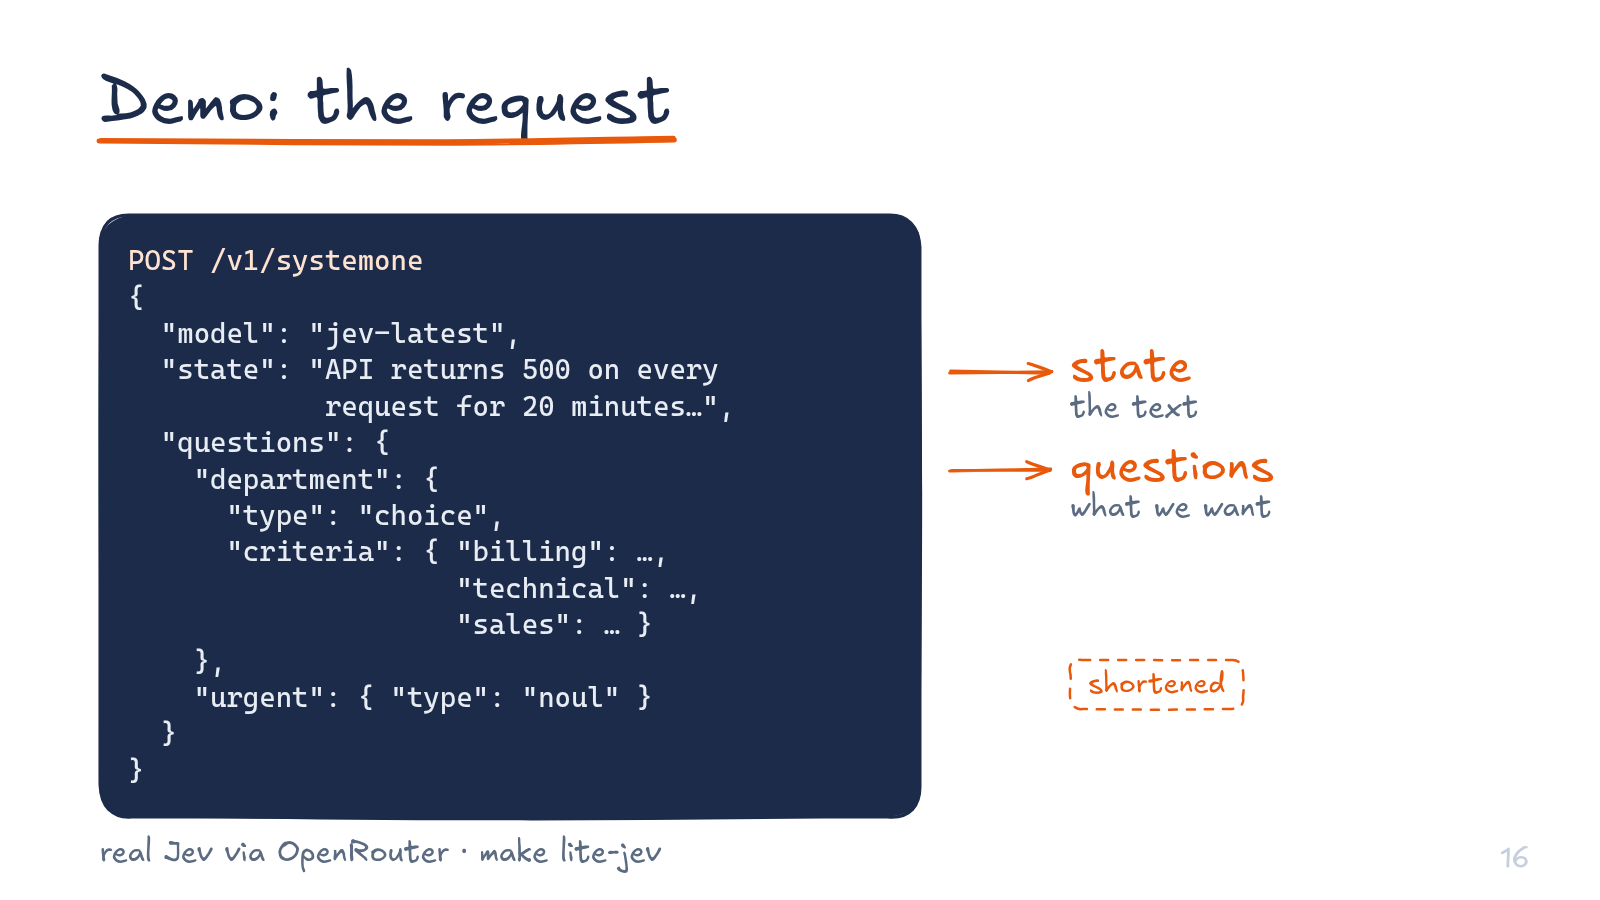 Demo: the request
POST /v1/systemone
{
  "model": "jev-latest",
  "state": "API returns 500 on every
            request for 20 minutes…",
  "questions": {
    "department": {
      "type": "choice",
      "criteria": { "billing": …,
                    "technical": …,
                    "sales": … }
    },
    "urgent": { "type": "noul" }
  }
}
state
the text
questions
what we want
shortened
real Jev via OpenRouter · make lite-jev
16